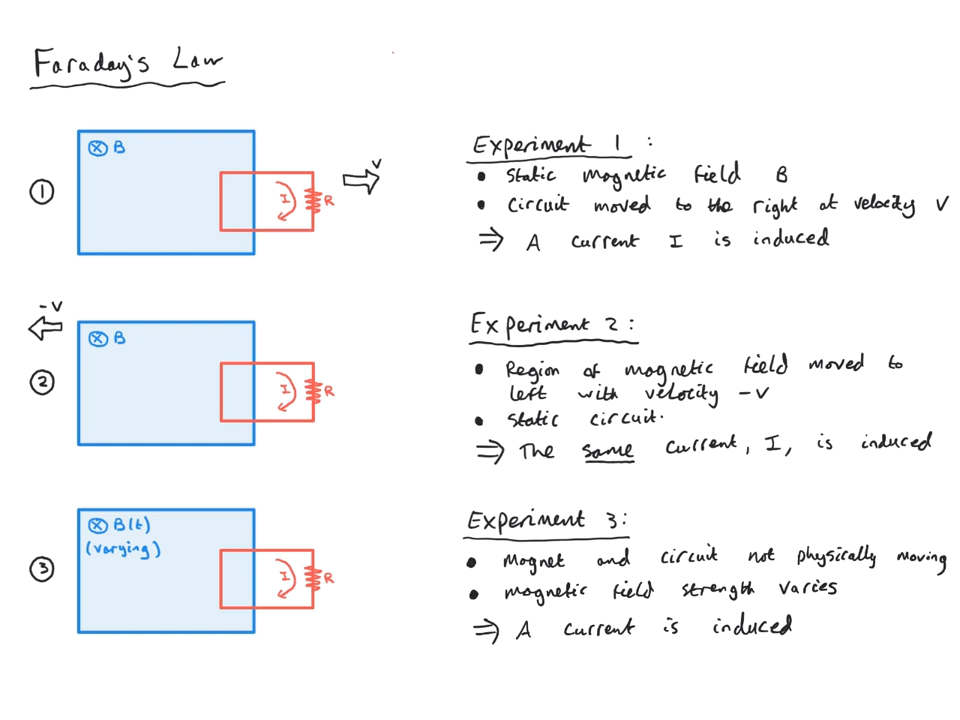 Faraday's Law
① ⓧ B I R v
Experiment 1 :
• Static magnetic field B
• Circuit moved to the right at velocity v
⇒ A current I is induced
② -v ⓧ B I R
Experiment 2 :
• Region of magnetic field moved to
left with velocity -v
• Static circuit.
⇒ The same current, I, is induced
③ ⓧ B(t)
(varying)
I R
Experiment 3 :
• Magnet and circuit not physically moving
• magnetic field strength varies
⇒ A current is induced